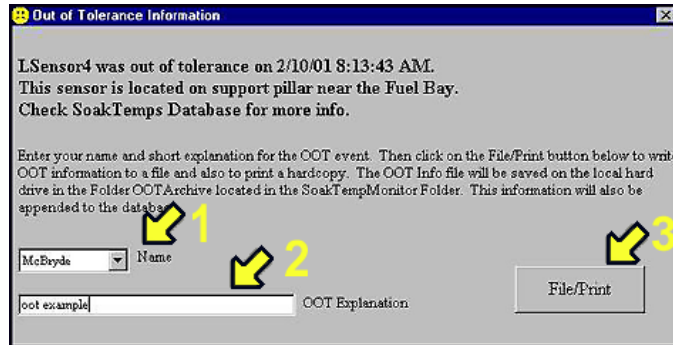 Out of Tolerance Information
LSensor4 was out of tolerance on 2/10/01 8:13:43 AM.
This sensor is located on support pillar near the Fuel Bay.
Check SoakTemps Database for more info.
Enter your name and short explanation for the OOT event. Then click on the File/Print button below to write
OOT information to a file and also to print a hardcopy. The OOT Info file will be saved on the local hard
drive in the Folder OOTArchive located in the SoakTempMonitor Folder. This information will also be
appended to the databa
1
McBryde Name
2
3
oot example OOT Explanation
File/Print